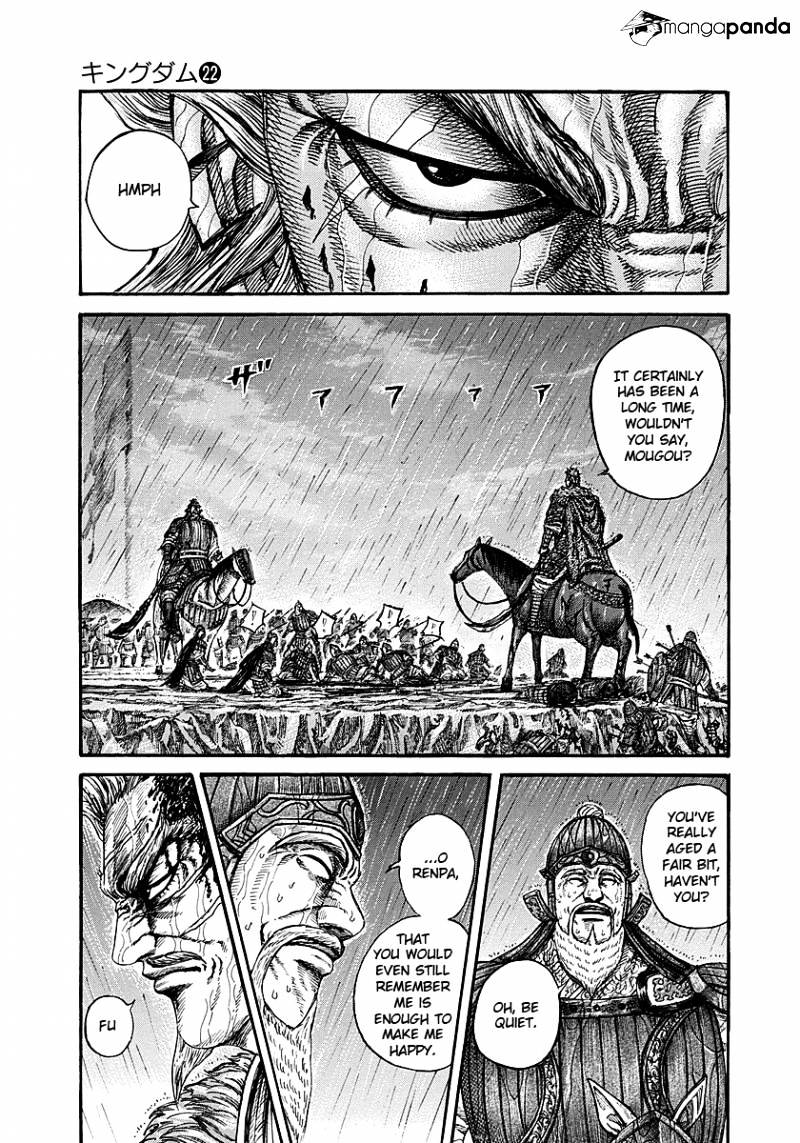 mangapanda
キングダム22
HMPH
IT CERTAINLY
HAS BEEN A
LONG TIME,
WOULDN'T
YOU SAY,
MOUGOU?
ザアアアア
YOU'VE
REALLY
AGED A
FAIR BIT,
HAVEN'T
YOU?
OH, BE
QUIET.
...O
RENPA,
THAT
YOU WOULD
EVEN STILL
REMEMBER
ME IS
ENOUGH TO
MAKE ME
HAPPY.
FU